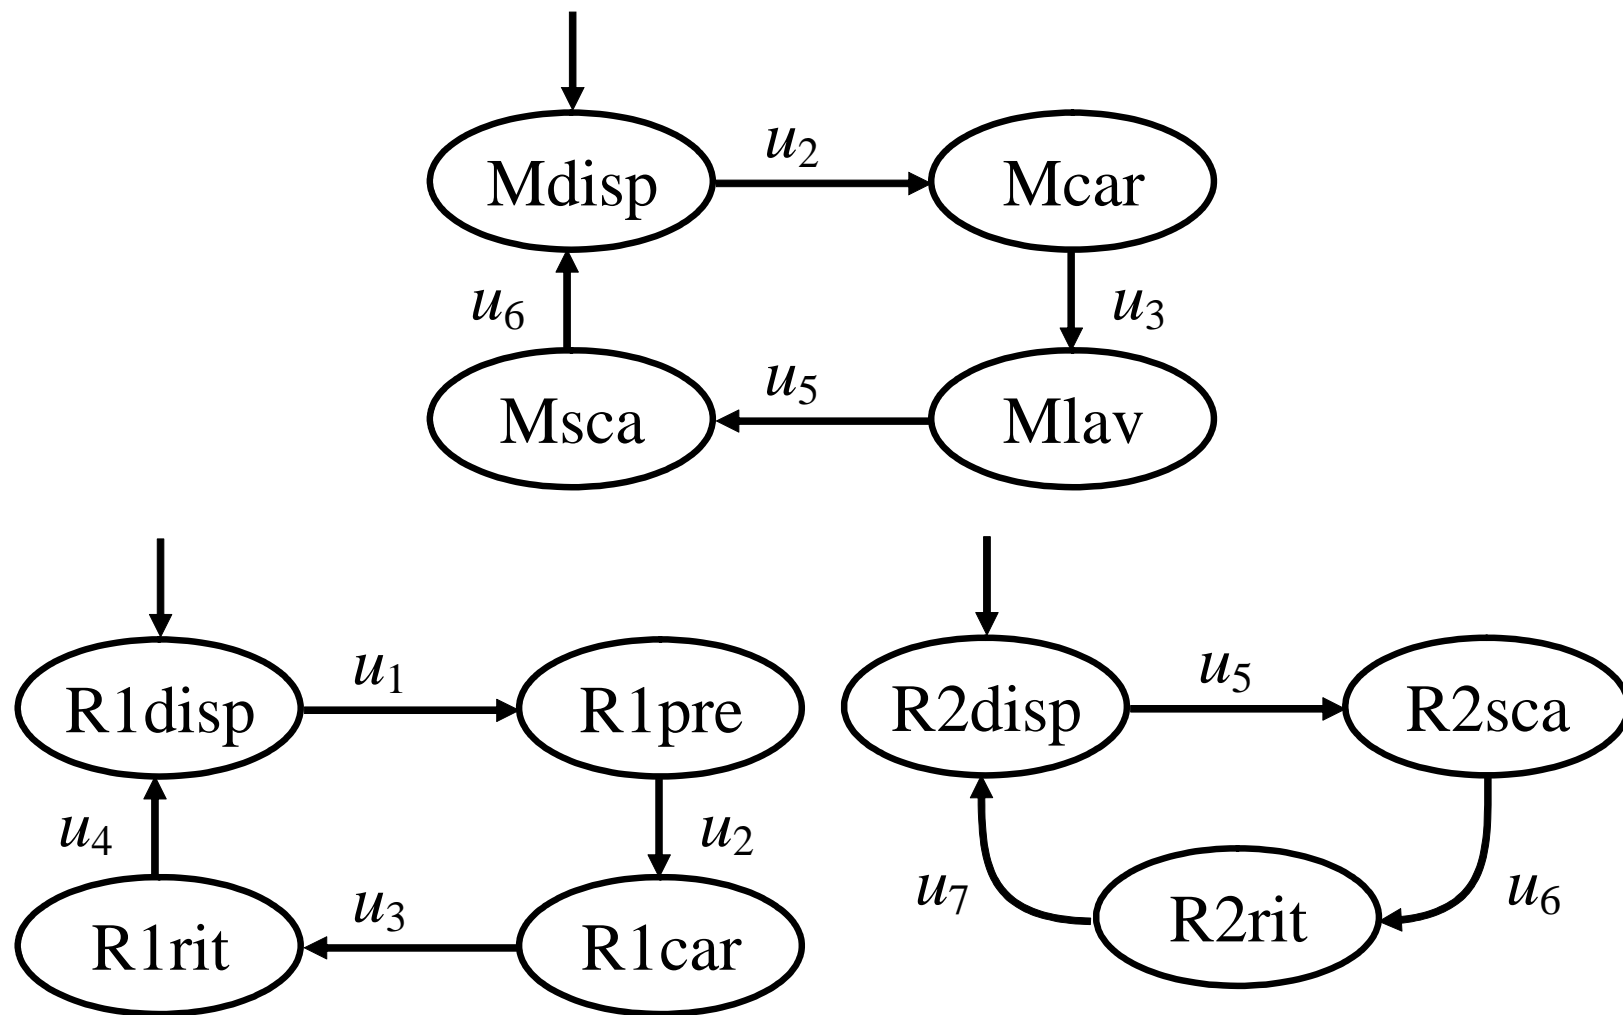 u2
Mdisp Mcar
u6 u3
u5
Msca Mlav
u1 u5
R1disp R1pre R2disp R2sca
u4 u2
u7 u6
u3
R1rit R1car R2rit